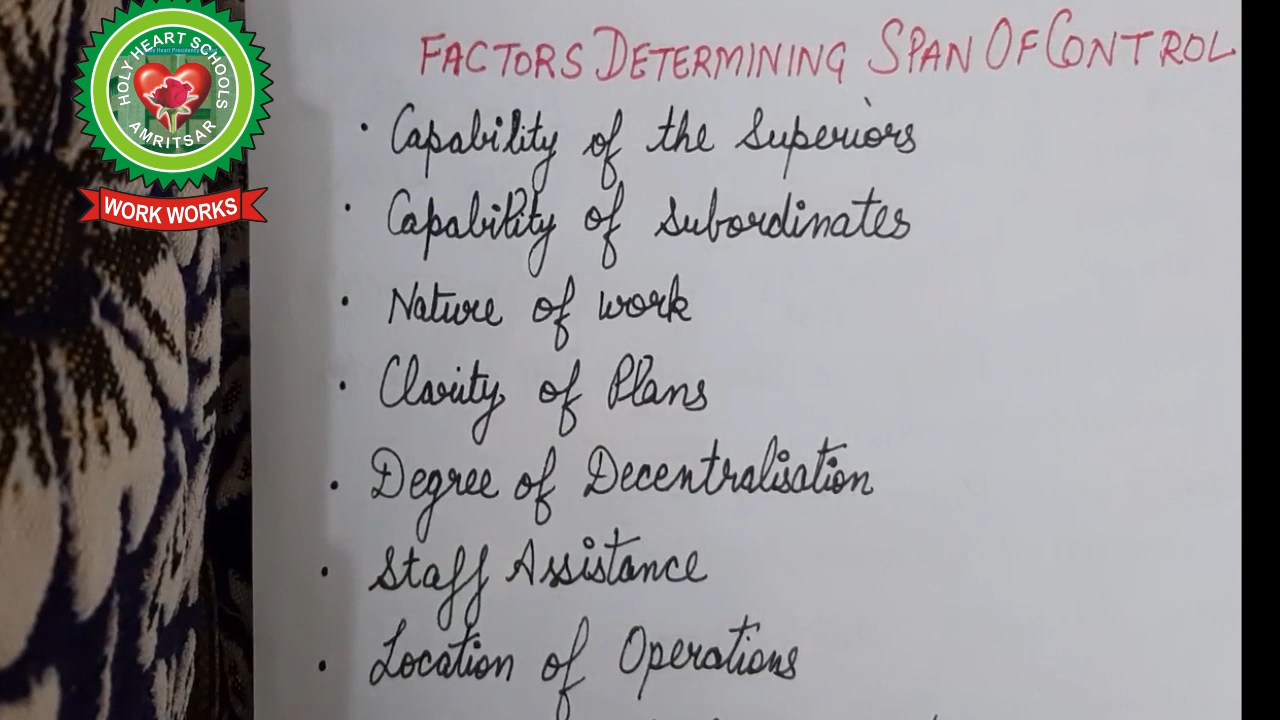 HOLY HEART SCHOOLS
AMRITSAR
WORK WORKS
FACTORS DETERMINING SPAN OF CONTROL
• Capability of the Superiors
• Capability of subordinates
• Nature of work
• Clarity of Plans
• Degree of Decentralisation
• Staff Assistance
• Location of Operations